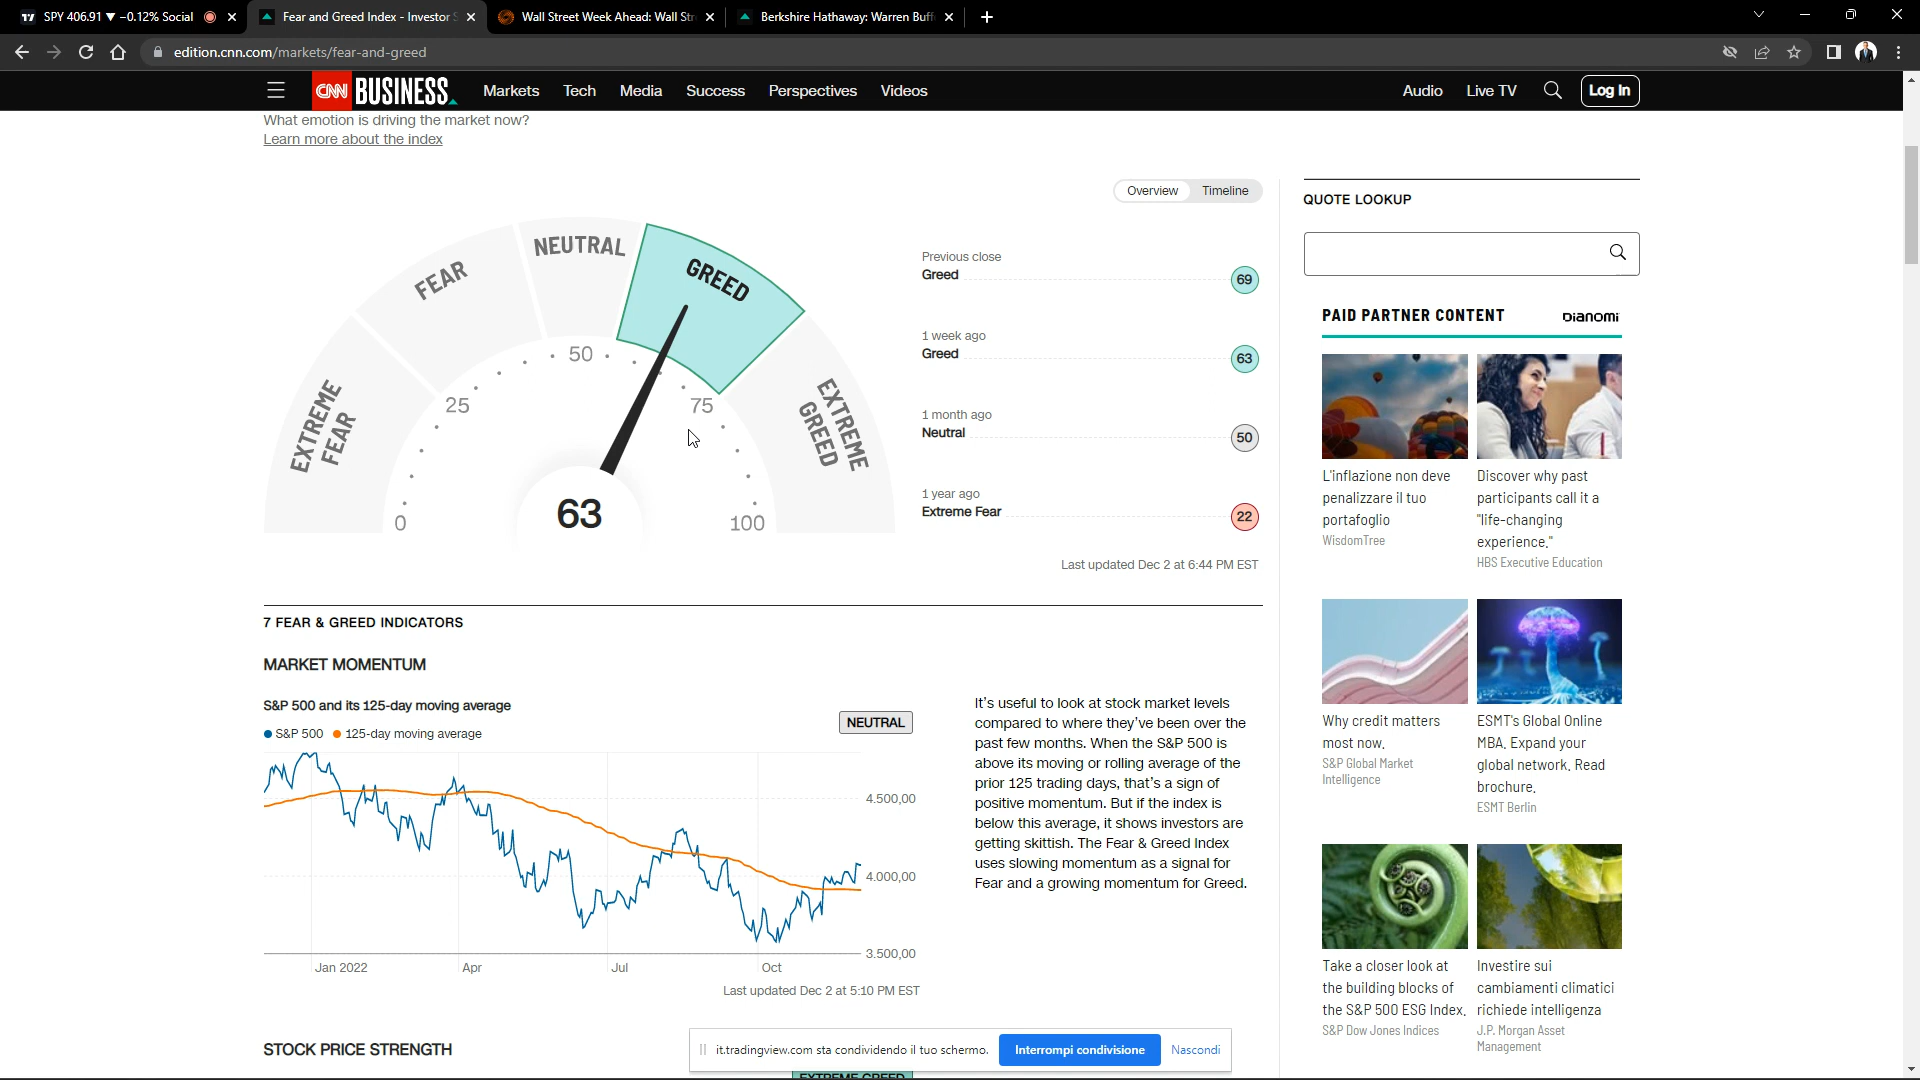 SPY 406.91 ▼ −0.12% Social
Fear and Greed Index - Investor S
Wall Street Week Ahead: Wall Str
Berkshire Hathaway: Warren Buff
edition.cnn.com/markets/fear-and-greed
CNN BUSINESS
Markets
Tech
Media
Success
Perspectives
Videos
Audio
Live TV
Log In
What emotion is driving the market now?
Learn more about the index
Overview
Timeline
EXTREME
FEAR
FEAR
NEUTRAL
GREED
EXTREME
GREED
0
25
50
75
100
63
Previous close
Greed
69
1 week ago
Greed
63
1 month ago
Neutral
50
1 year ago
Extreme Fear
22
Last updated Dec 2 at 6:44 PM EST
7 FEAR & GREED INDICATORS
MARKET MOMENTUM
S&P 500 and its 125-day moving average
S&P 500
125-day moving average
NEUTRAL
4.500,00
4.000,00
3.500,00
Jan 2022
Apr
Jul
Oct
Last updated Dec 2 at 5:10 PM EST
It's useful to look at stock market levels
compared to where they've been over the
past few months. When the S&P 500 is
above its moving or rolling average of the
prior 125 trading days, that's a sign of
positive momentum. But if the index is
below this average, it shows investors are
getting skittish. The Fear & Greed Index
uses slowing momentum as a signal for
Fear and a growing momentum for Greed.
STOCK PRICE STRENGTH
EXTREME GREED
it.tradingview.com sta condividendo il tuo schermo.
Interrompi condivisione
Nascondi
QUOTE LOOKUP
PAID PARTNER CONTENT
Dianomi
L'inflazione non deve
penalizzare il tuo
portafoglio
WisdomTree
Discover why past
participants call it a
"life-changing
experience."
HBS Executive Education
Why credit matters
most now.
S&P Global Market
Intelligence
ESMT's Global Online
MBA. Expand your
global network. Read
brochure.
ESMT Berlin
Take a closer look at
the building blocks of
the S&P 500 ESG Index.
S&P Dow Jones Indices
Investire sui
cambiamenti climatici
richiede intelligenza
J.P. Morgan Asset
Management